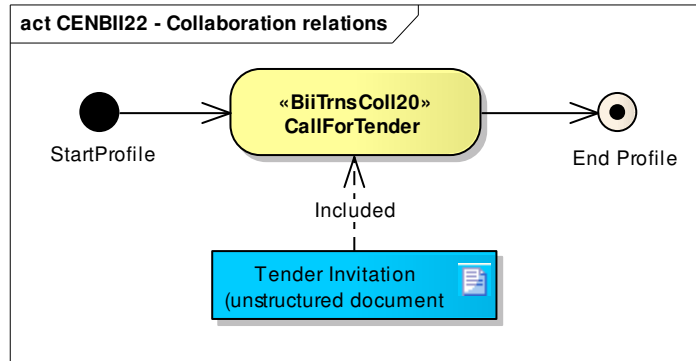 act CENBII22 - Collaboration relations
«BiiTrnsColl20»
CallForTender
StartProfile
End Profile
Included
Tender Invitation
(unstructured document